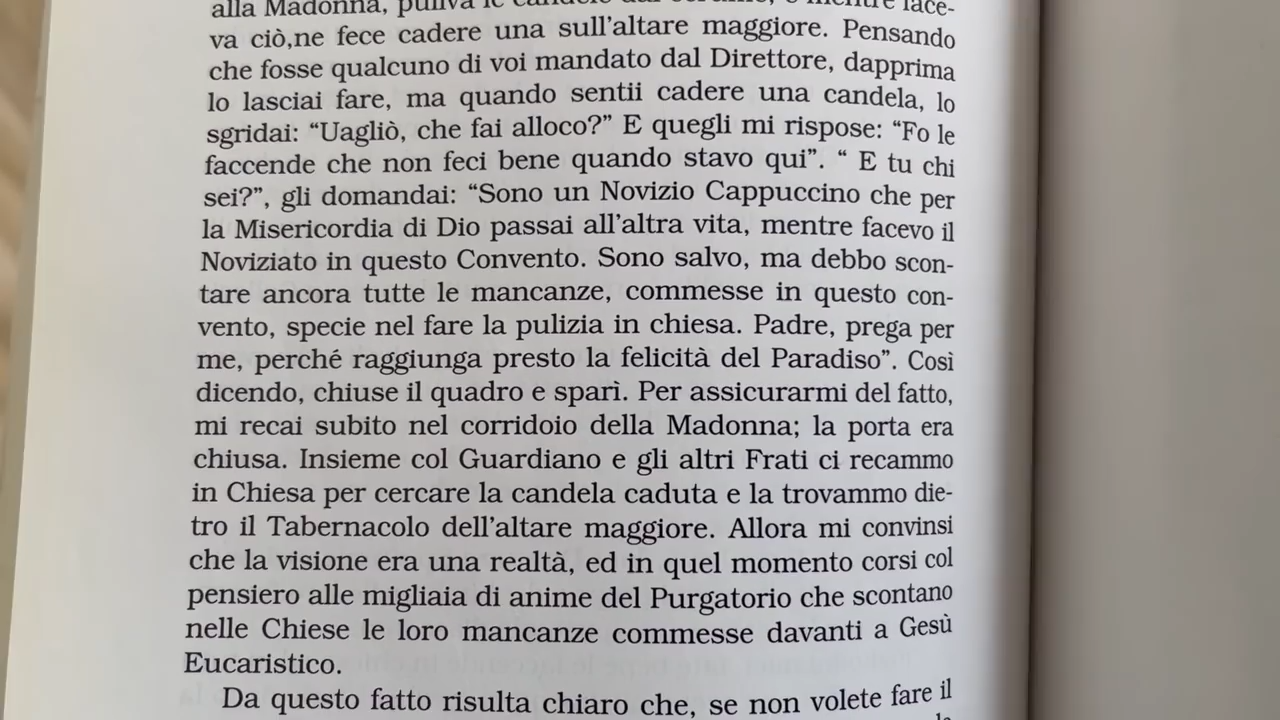 alla Madonna, puliva le candele dal
va ciò,ne fece cadere una sull'altare maggiore. Pensando
che fosse qualcuno di voi mandato dal Direttore, dapprima
lo lasciai fare, ma quando sentii cadere una candela, lo
sgridai: “Uagliò, che fai alloco?” E quegli mi rispose: “Fo le
faccende che non feci bene quando stavo qui”. “ E tu chi
sei?”, gli domandai: “Sono un Novizio Cappuccino che per
la Misericordia di Dio passai all'altra vita, mentre facevo il
Noviziato in questo Convento. Sono salvo, ma debbo scon-
tare ancora tutte le mancanze, commesse in questo con-
vento, specie nel fare la pulizia in chiesa. Padre, prega per
me, perché raggiunga presto la felicità del Paradiso”. Così
dicendo, chiuse il quadro e sparì. Per assicurarmi del fatto,
mi recai subito nel corridoio della Madonna; la porta era
chiusa. Insieme col Guardiano e gli altri Frati ci recammo
in Chiesa per cercare la candela caduta e la trovammo die-
tro il Tabernacolo dell'altare maggiore. Allora mi convinsi
che la visione era una realtà, ed in quel momento corsi col
pensiero alle migliaia di anime del Purgatorio che scontano
nelle Chiese le loro mancanze commesse davanti a Gesù
Eucaristico.
Da questo fatto risulta chiaro che, se non volete fare il